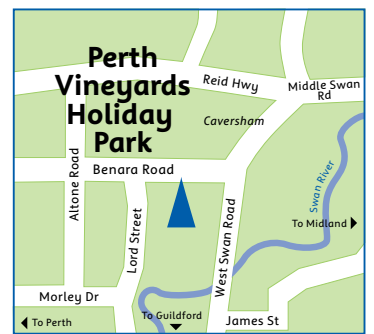 Perth
Vineyards
Holiday
Park
Reid Hwy
Middle Swan
Rd
Caversham
Benara Road
Altone Road
Lord Street
West Swan Road
Swan River
To Midland
Morley Dr
To Perth
To Guildford
James St